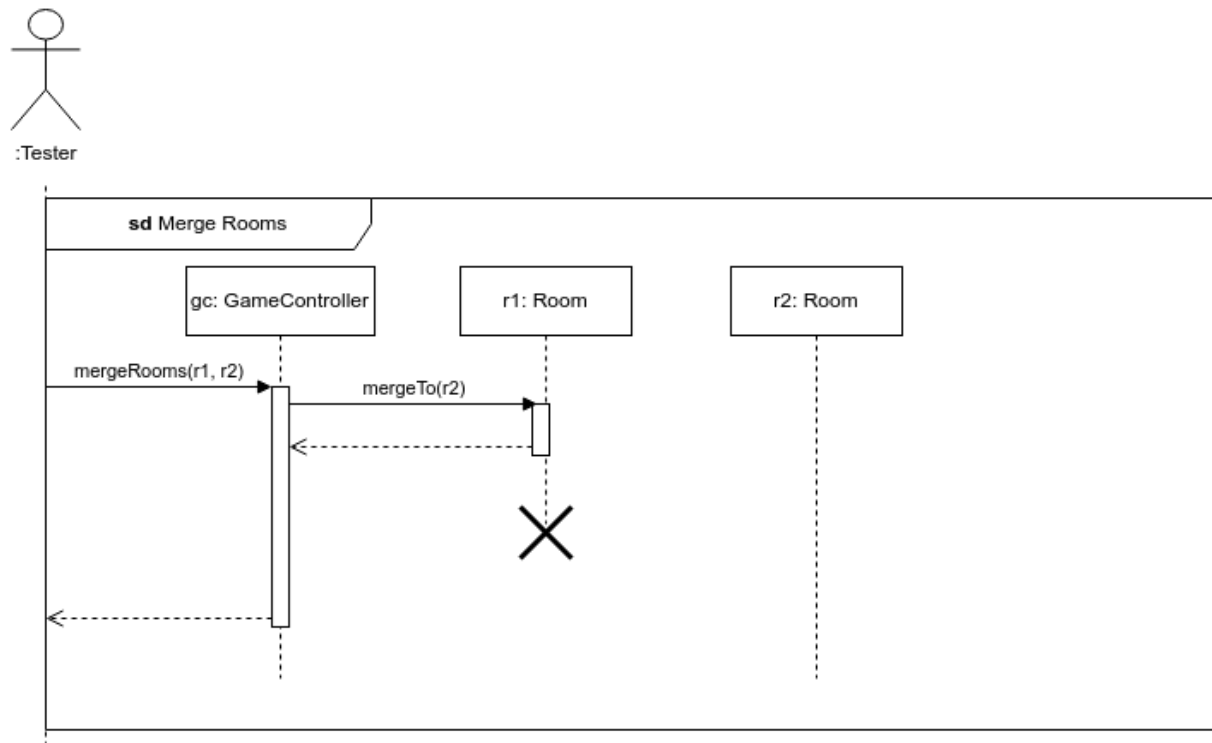 :Tester
sd Merge Rooms
gc: GameController
r1: Room
r2: Room
mergeRooms(r1, r2)
mergeTo(r2)